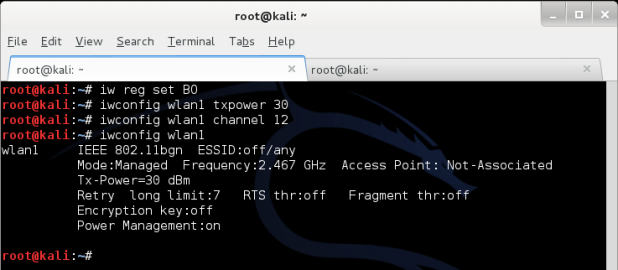 root@kali: ~
File Edit View Search Terminal Tabs Help
root@kali: ~ × root@kali: ~ ×
root@kali:~# iw reg set BO
root@kali:~# iwconfig wlan1 txpower 30
root@kali:~# iwconfig wlan1 channel 12
root@kali:~# iwconfig wlan1
wlan1 IEEE 802.11bgn ESSID:off/any
Mode:Managed Frequency:2.467 GHz Access Point: Not-Associated
Tx-Power=30 dBm
Retry long limit:7 RTS thr:off Fragment thr:off
Encryption key:off
Power Management:on
root@kali:~#